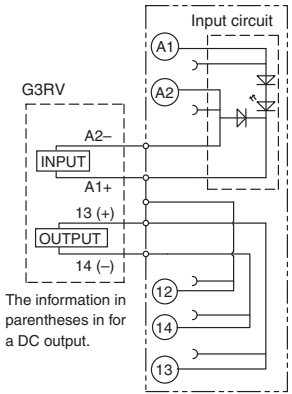 Input circuit
A1
A2
G3RV
A2–
INPUT
A1+
13 (+)
OUTPUT
14 (–)
12
14
13
The information in
parentheses in for
a DC output.